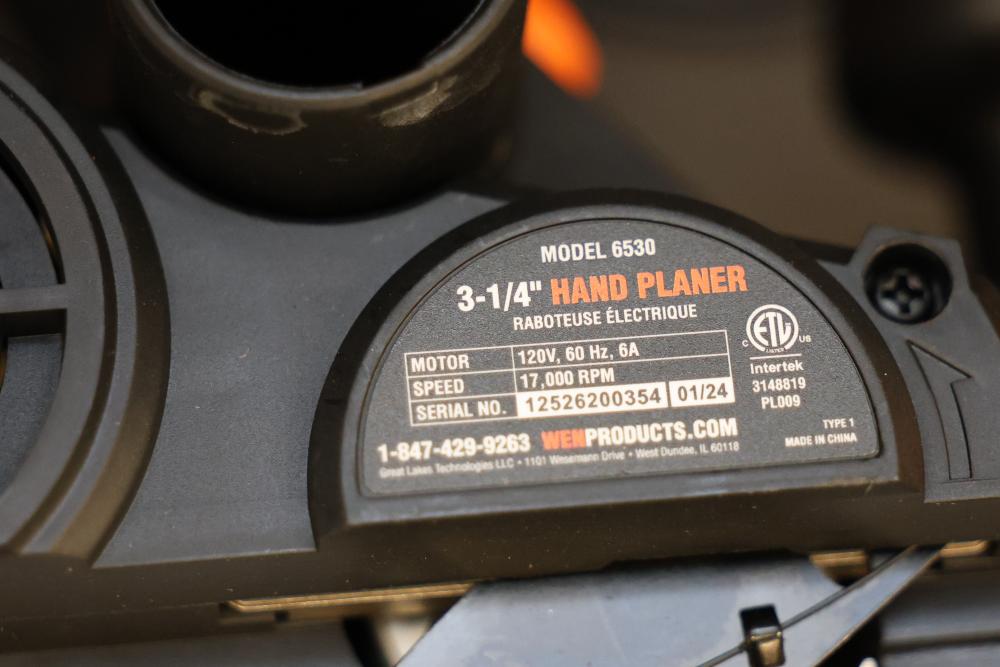 MODEL 6530
3-1/4" HAND PLANER
RABOTEUSE ÉLECTRIQUE
MOTOR 120V, 60 Hz, 6A
SPEED 17,000 RPM
SERIAL NO. 12526200354 01/24
C ETL US
LISTED
Intertek
3148819
PL009
1-847-429-9263 WENPRODUCTS.COM
Great Lakes Technologies LLC • 1101 Wesemann Drive • West Dundee, IL 60118
TYPE 1
MADE IN CHINA